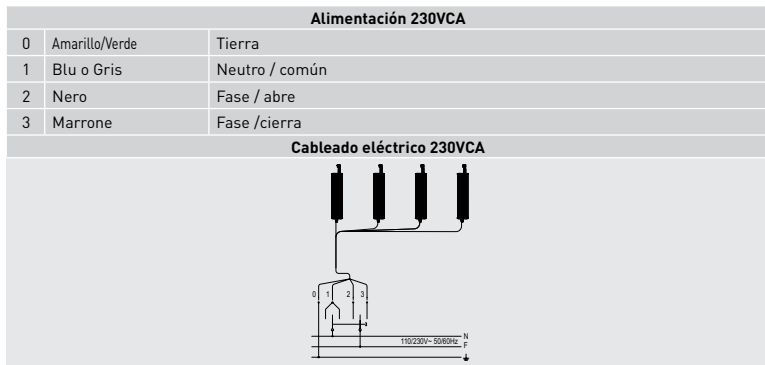 Alimentación 230VCA
0 Amarillo/Verde Tierra
1 Blu o Gris Neutro / común
2 Nero Fase / abre
3 Marrone Fase /cierra
Cableado eléctrico 230VCA
0 1 2 3
N
110/230V~ 50/60Hz F